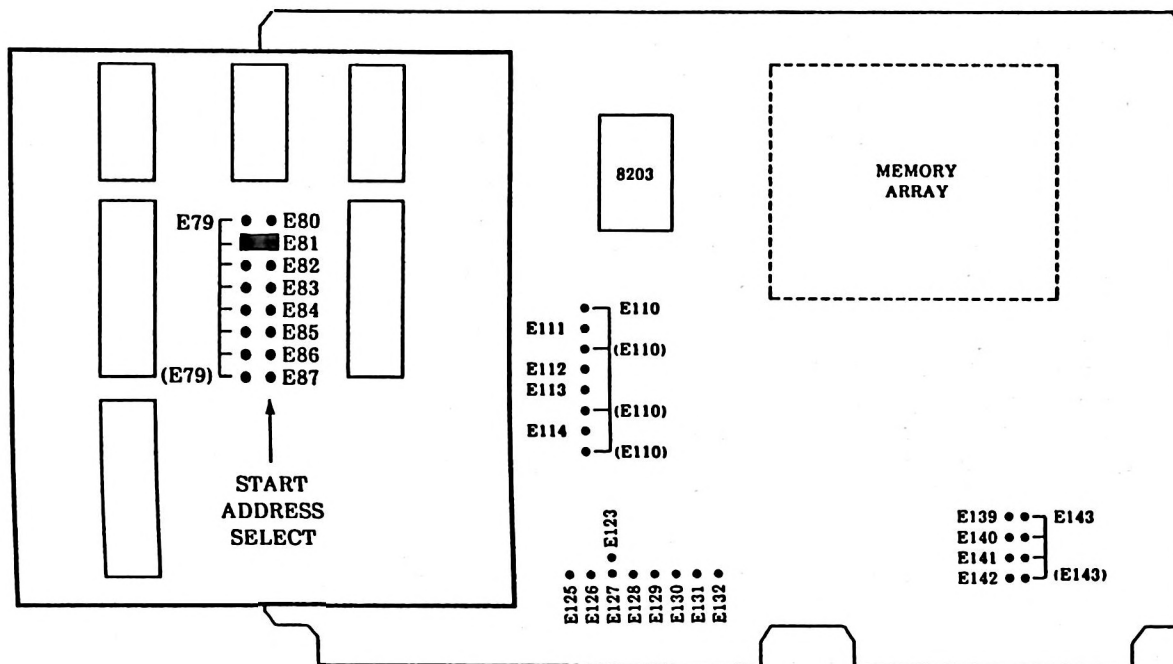 8203
MEMORY
ARRAY
E79 E80
E81
E82
E83
E84
E85
E86
(E79) E87
START
ADDRESS
SELECT
E110
E111
(E110)
E112
E113
(E110)
E114
(E110)
E123
E125
E126
E127
E128
E129
E130
E131
E132
E139 E143
E140
E141
E142 (E143)